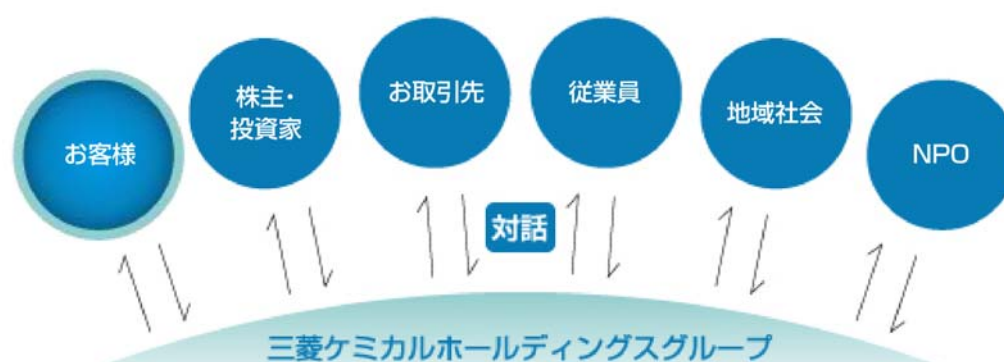 お客様
株主・
投資家
お取引先
従業員
地域社会
NPO
対話
三菱ケミカルホールディングスグループ